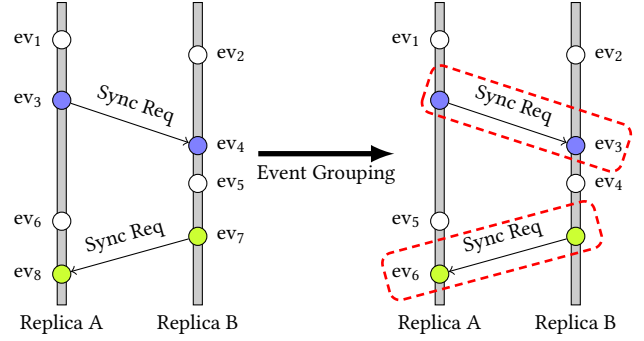 ev1
ev2
ev3
Sync Req
ev4
ev5
ev6
Sync Req
ev7
ev8
Replica A
Replica B
Event Grouping
ev1
ev2
Sync Req
ev3
ev4
ev5
Sync Req
ev6
Replica A
Replica B